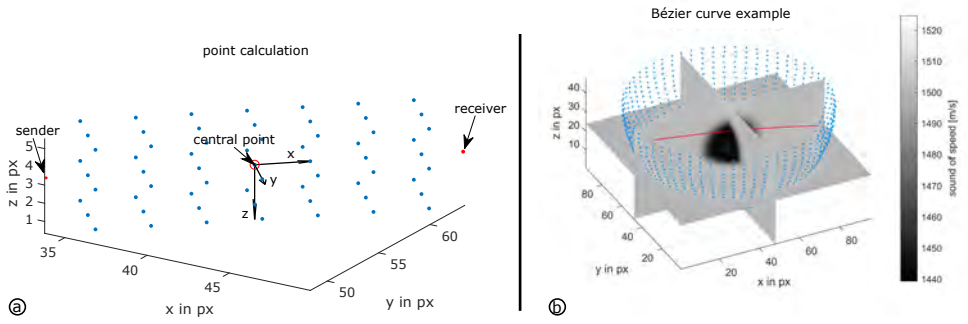 point calculation
sender
receiver
central point
x
y
z
z in px
5
4
3
2
1
35
40
45
x in px
50
55
60
y in px
a
Bézier curve example
z in px
40
30
20
10
80
60
40
20
y in px
20
40
60
80
x in px
1520
1510
1500
1490
1480
1470
1460
1450
1440
sound of speed [m/s]
b